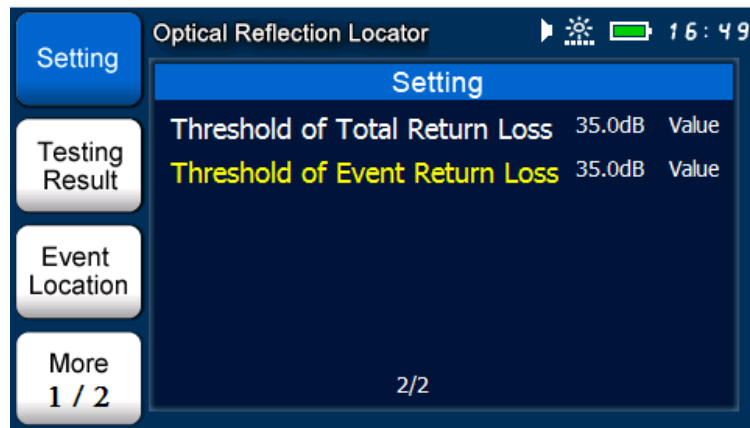 Setting
Optical Reflection Locator
16:49
Setting
Threshold of Total Return Loss 35.0dB Value
Threshold of Event Return Loss 35.0dB Value
Testing
Result
Event
Location
More
1 / 2
2/2